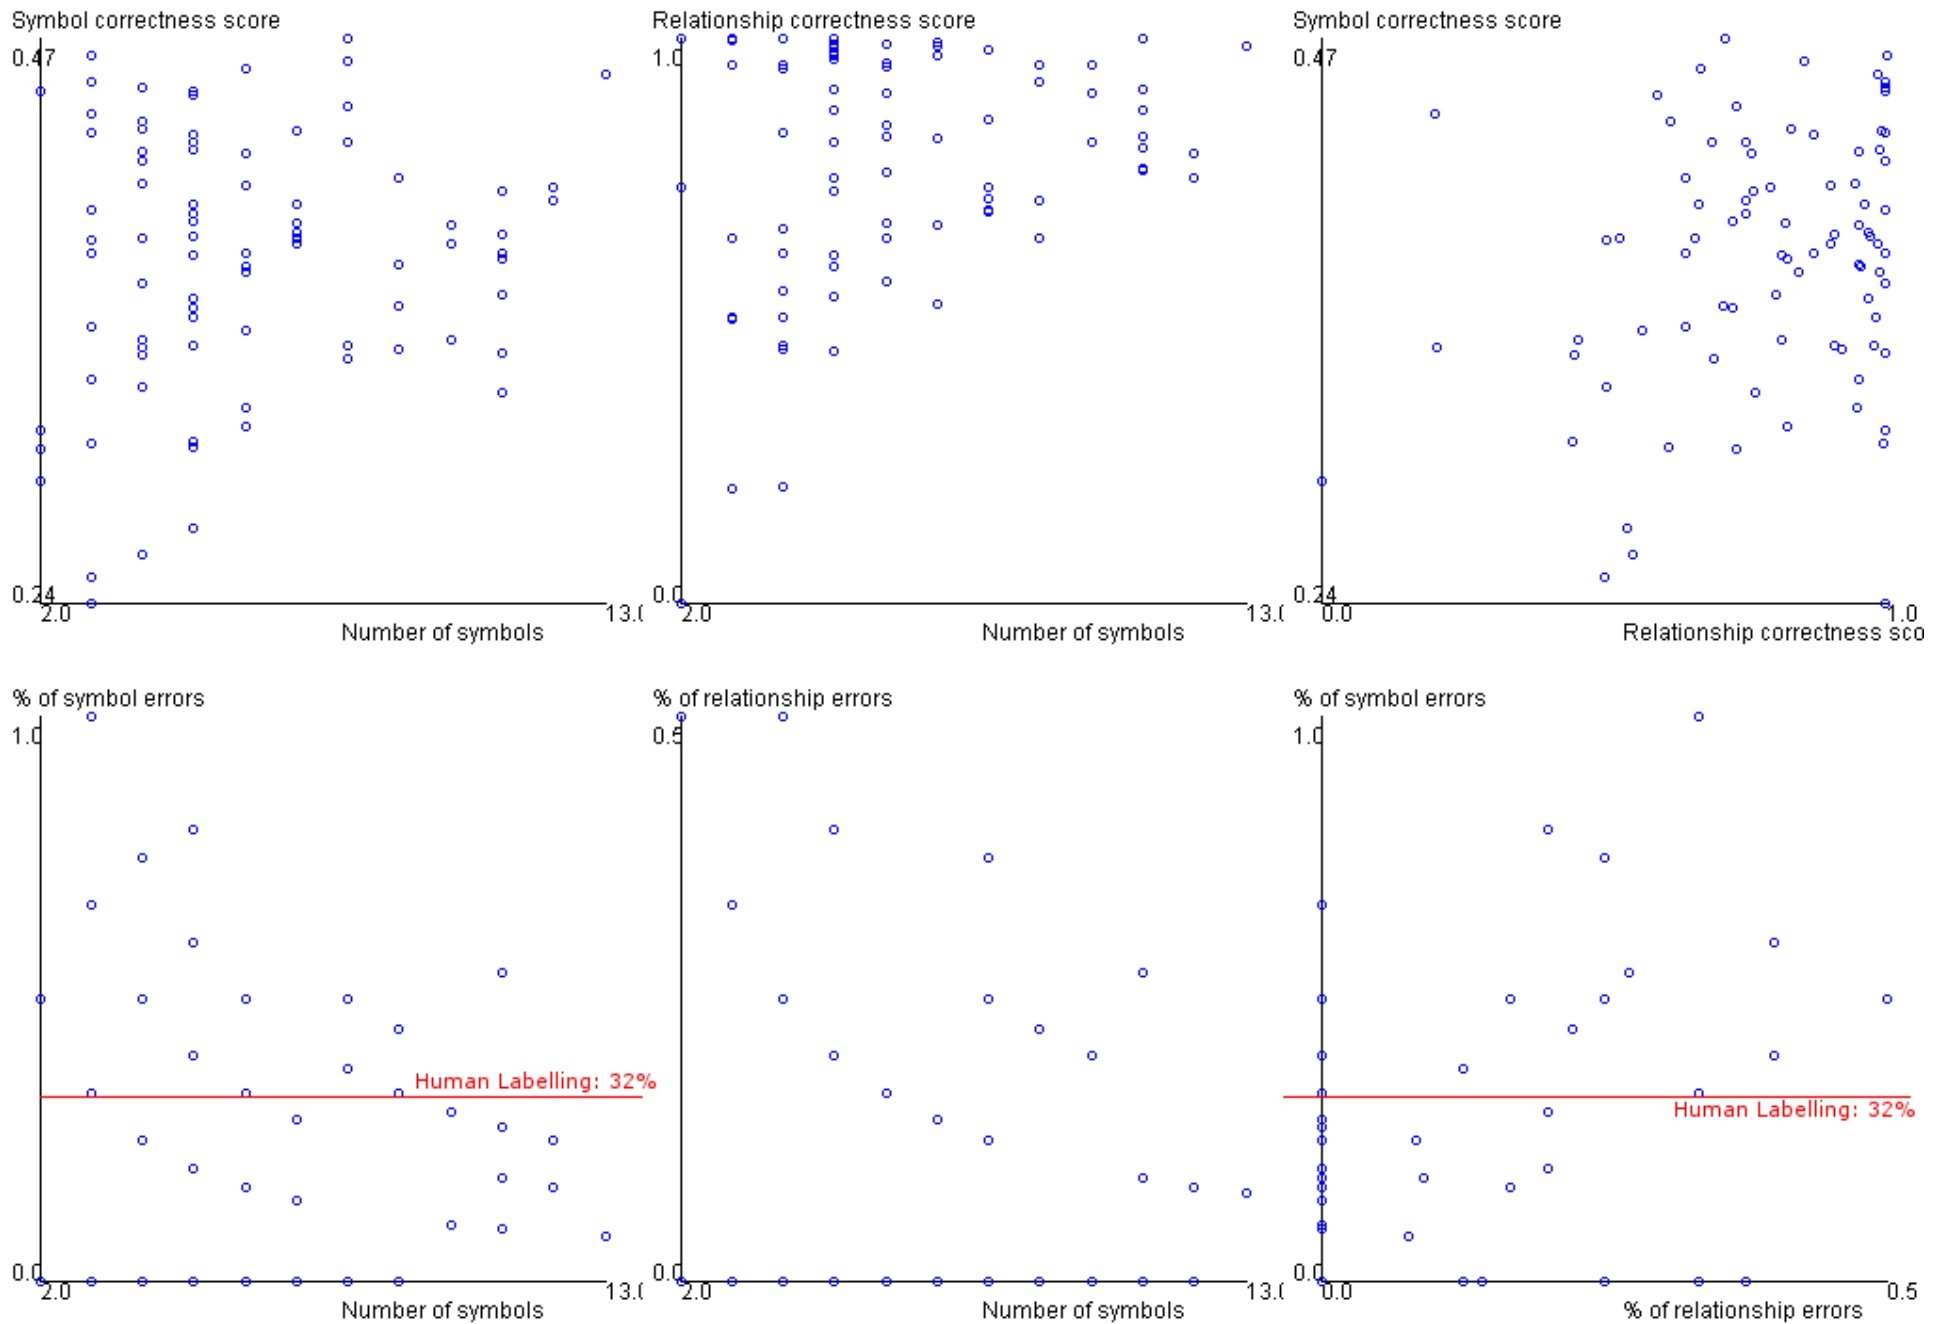 Symbol correctness score
0.47
0.24
2.0
13.0
Number of symbols
Relationship correctness score
1.0
0.0
2.0
13.0
Number of symbols
Symbol correctness score
0.47
0.24
0.0
1.0
Relationship correctness sco
% of symbol errors
1.0
0.0
2.0
13.0
Number of symbols
Human Labelling: 32%
% of relationship errors
0.5
0.0
2.0
13.0
Number of symbols
% of symbol errors
1.0
0.0
0.0
0.5
% of relationship errors
Human Labelling: 32%